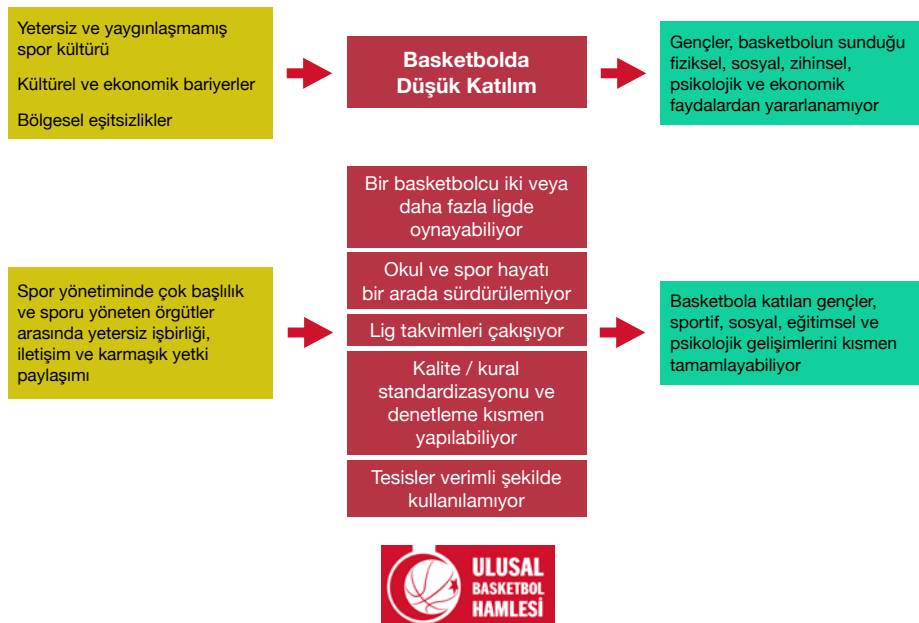 Yetersiz ve yaygınlaşmamış
spor kültürü
Kültürel ve ekonomik bariyerler
Bölgesel eşitsizlikler
Basketbolda
Düşük Katılım
Gençler, basketbolun sunduğu
fiziksel, sosyal, zihinsel,
psikolojik ve ekonomik
faydalardan yararlanamıyor
Spor yönetiminde çok başlılık
ve sporu yöneten örgütler
arasında yetersiz işbirliği,
iletişim ve karmaşık yetki
paylaşımı
Bir basketbolcu iki veya
daha fazla ligde
oynayabiliyor
Okul ve spor hayatı
bir arada sürdürülemiyor
Lig takvimleri çakışıyor
Kalite / kural
standardizasyonu ve
denetleme kısmen
yapılabiliyor
Tesisler verimli şekilde
kullanılamıyor
Basketbola katılan gençler,
sportif, sosyal, eğitimsel ve
psikolojik gelişimlerini kısmen
tamamlayabiliyor
ULUSAL
BASKETBOL
HAMLESİ